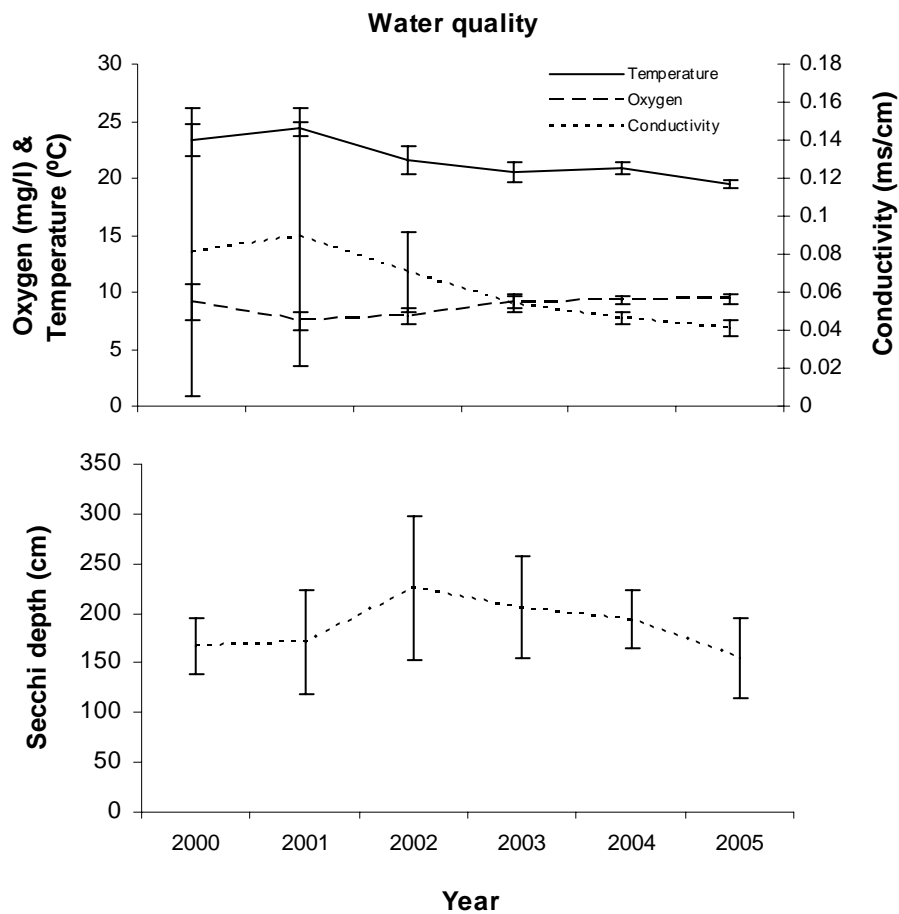 Water quality
Temperature
Oxygen
Conductivity
Oxygen (mg/l) &
Temperature (ºC)
30
25
20
15
10
5
0
Conductivity (ms/cm)
0.18
0.16
0.14
0.12
0.1
0.08
0.06
0.04
0.02
0
Secchi depth (cm)
350
300
250
200
150
100
50
0
2000 2001 2002 2003 2004 2005
Year